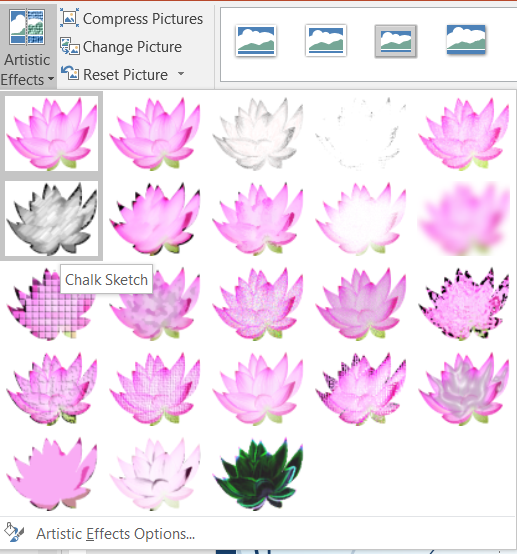 Artistic
Effects
Compress Pictures
Change Picture
Reset Picture
Chalk Sketch
Artistic Effects Options...